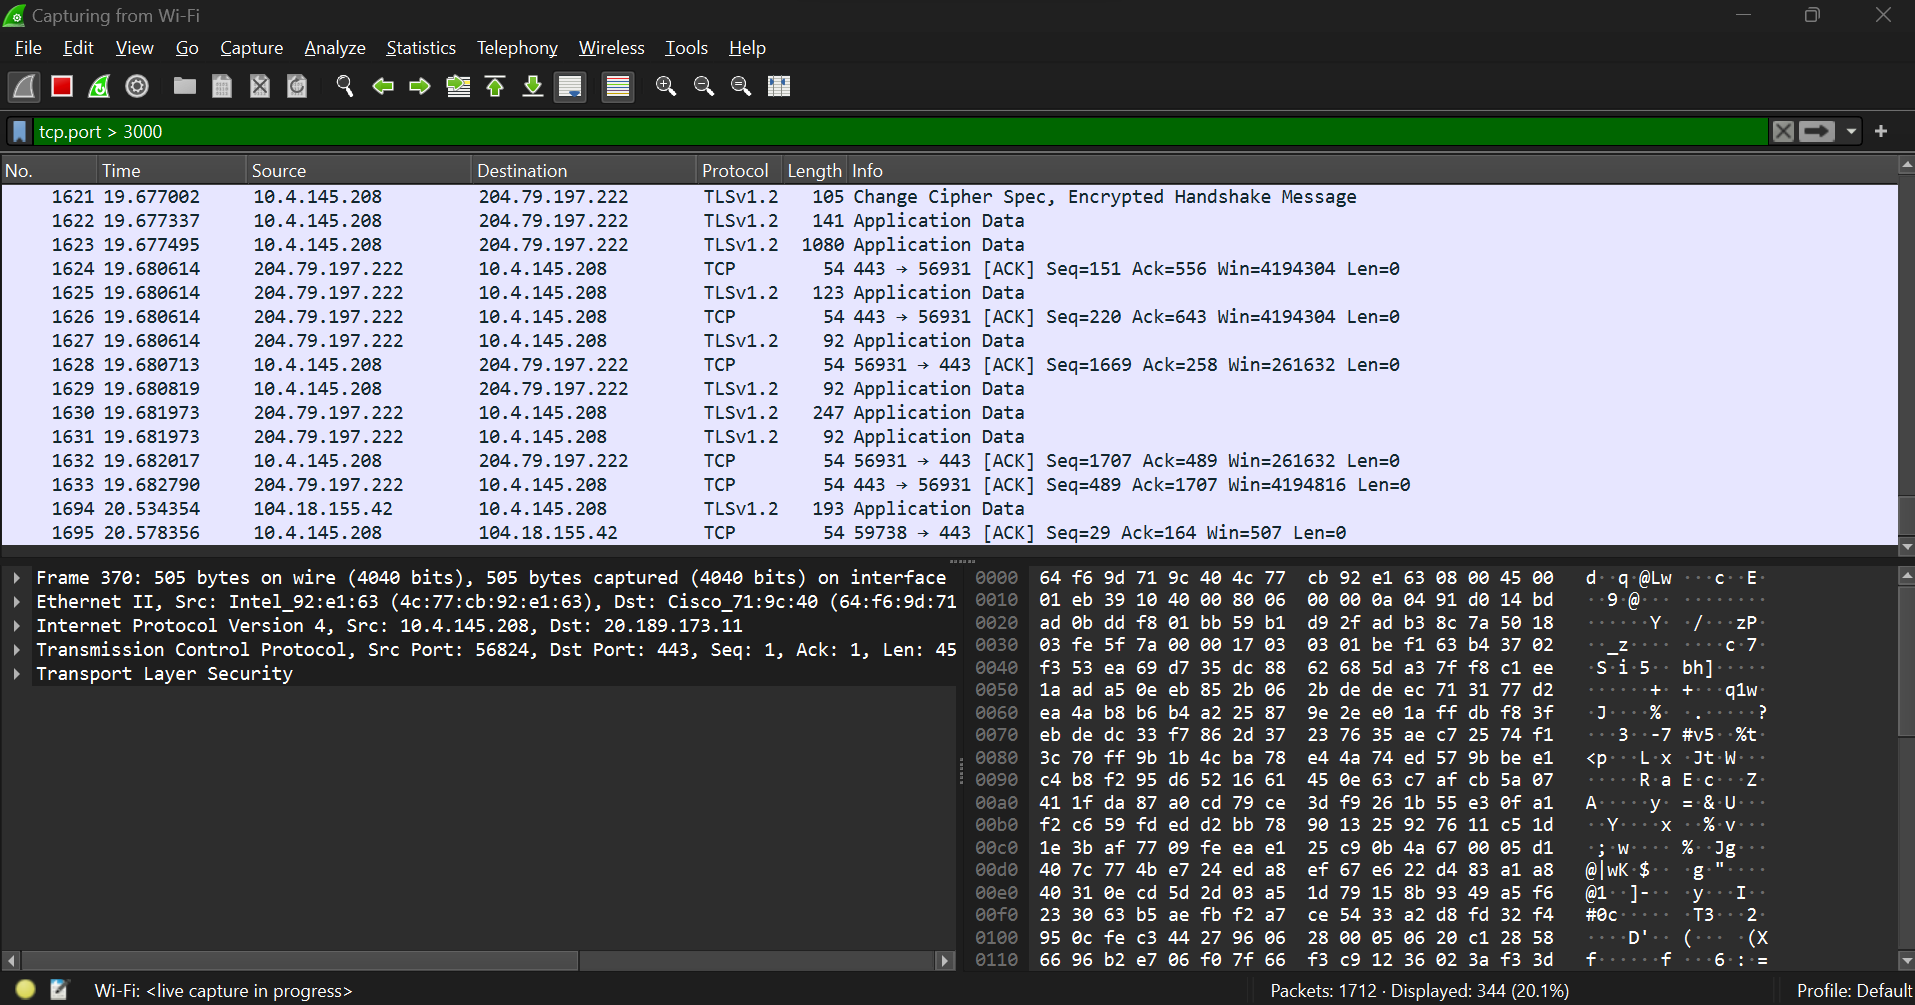 Capturing from Wi-Fi
File Edit View Go Capture Analyze Statistics Telephony Wireless Tools Help
tcp.port > 3000
No. Time Source Destination Protocol Length Info
1621 19.677002 10.4.145.208 204.79.197.222 TLSv1.2 105 Change Cipher Spec, Encrypted Handshake Message
1622 19.677337 10.4.145.208 204.79.197.222 TLSv1.2 141 Application Data
1623 19.677495 10.4.145.208 204.79.197.222 TLSv1.2 1080 Application Data
1624 19.680614 204.79.197.222 10.4.145.208 TCP 54 443 → 56931 [ACK] Seq=151 Ack=556 Win=4194304 Len=0
1625 19.680614 204.79.197.222 10.4.145.208 TLSv1.2 123 Application Data
1626 19.680614 204.79.197.222 10.4.145.208 TCP 54 443 → 56931 [ACK] Seq=220 Ack=643 Win=4194304 Len=0
1627 19.680614 204.79.197.222 10.4.145.208 TLSv1.2 92 Application Data
1628 19.680713 10.4.145.208 204.79.197.222 TCP 54 56931 → 443 [ACK] Seq=1669 Ack=258 Win=261632 Len=0
1629 19.680819 10.4.145.208 204.79.197.222 TLSv1.2 92 Application Data
1630 19.681973 204.79.197.222 10.4.145.208 TLSv1.2 247 Application Data
1631 19.681973 204.79.197.222 10.4.145.208 TLSv1.2 92 Application Data
1632 19.682017 10.4.145.208 204.79.197.222 TCP 54 56931 → 443 [ACK] Seq=1707 Ack=489 Win=261632 Len=0
1633 19.682790 204.79.197.222 10.4.145.208 TCP 54 443 → 56931 [ACK] Seq=489 Ack=1707 Win=4194816 Len=0
1694 20.534354 104.18.155.42 10.4.145.208 TLSv1.2 193 Application Data
1695 20.578356 10.4.145.208 104.18.155.42 TCP 54 59738 → 443 [ACK] Seq=29 Ack=164 Win=507 Len=0
Frame 370: 505 bytes on wire (4040 bits), 505 bytes captured (4040 bits) on interface
Ethernet II, Src: Intel_92:e1:63 (4c:77:cb:92:e1:63), Dst: Cisco_71:9c:40 (64:f6:9d:71
Internet Protocol Version 4, Src: 10.4.145.208, Dst: 20.189.173.11
Transmission Control Protocol, Src Port: 56824, Dst Port: 443, Seq: 1, Ack: 1, Len: 45
Transport Layer Security
0000 64 f6 9d 71 9c 40 4c 77 cb 92 e1 63 08 00 45 00 d··q·@Lw ···c··E·
0010 01 eb 39 10 40 00 80 06 00 00 0a 04 91 d0 14 bd ··9·@··· ········
0020 ad 0b dd f8 01 bb 59 b1 d9 2f ad b3 8c 7a 50 18 ······Y· ·/···zP·
0030 03 fe 5f 7a 00 00 17 03 03 01 be f1 63 b4 37 02 ··_z···· ····c·7·
0040 f3 53 ea 69 d7 35 dc 88 62 68 5d a3 7f f8 c1 ee ·S·i·5·· bh]·····
0050 1a ad a5 0e eb 85 2b 06 2b de de ec 71 31 77 d2 ······+· +···q1w·
0060 ea 4a b8 b6 b4 a2 25 87 9e 2e e0 1a ff db f8 3f ·J····%· ·.·····?
0070 eb de dc 33 f7 86 2d 37 23 76 35 ae c7 25 74 f1 ···3··-7 #v5··%t·
0080 3c 70 ff 9b 1b 4c ba 78 e4 4a 74 ed 57 9b be e1 <p···L·x ·Jt·W···
0090 c4 b8 f2 95 d6 52 16 61 45 0e 63 c7 af cb 5a 07 ·····R·a E·c···Z·
00a0 41 1f da 87 a0 cd 79 ce 3d f9 26 1b 55 e3 0f a1 A·····y· =·&·U···
00b0 f2 c6 59 fd ed d2 bb 78 90 13 25 92 76 11 c5 1d ··Y····x ··%·v···
00c0 1e 3b af 77 09 fe ea e1 25 c9 0b 4a 67 00 05 d1 ·;·w···· %··Jg···
00d0 40 7c 77 4b e7 24 ed a8 ef 67 e6 22 d4 83 a1 a8 @|wK·$·· ·g·"····
00e0 40 31 0e cd 5d 2d 03 a5 1d 79 15 8b 93 49 a5 f6 @1··]-·· ·y···I··
00f0 23 30 63 b5 ae fb f2 a7 ce 54 33 a2 d8 fd 32 f4 #0c····· ·T3···2·
0100 95 0c fe c3 44 27 96 06 28 00 05 06 20 c1 28 58 ····D'·· (··· ·(X
0110 66 96 b2 e7 06 f0 7f 66 f3 c9 12 36 02 3a f3 3d f······f ···6·:·=
Wi-Fi: <live capture in progress>
Packets: 1712 · Displayed: 344 (20.1%)
Profile: Default